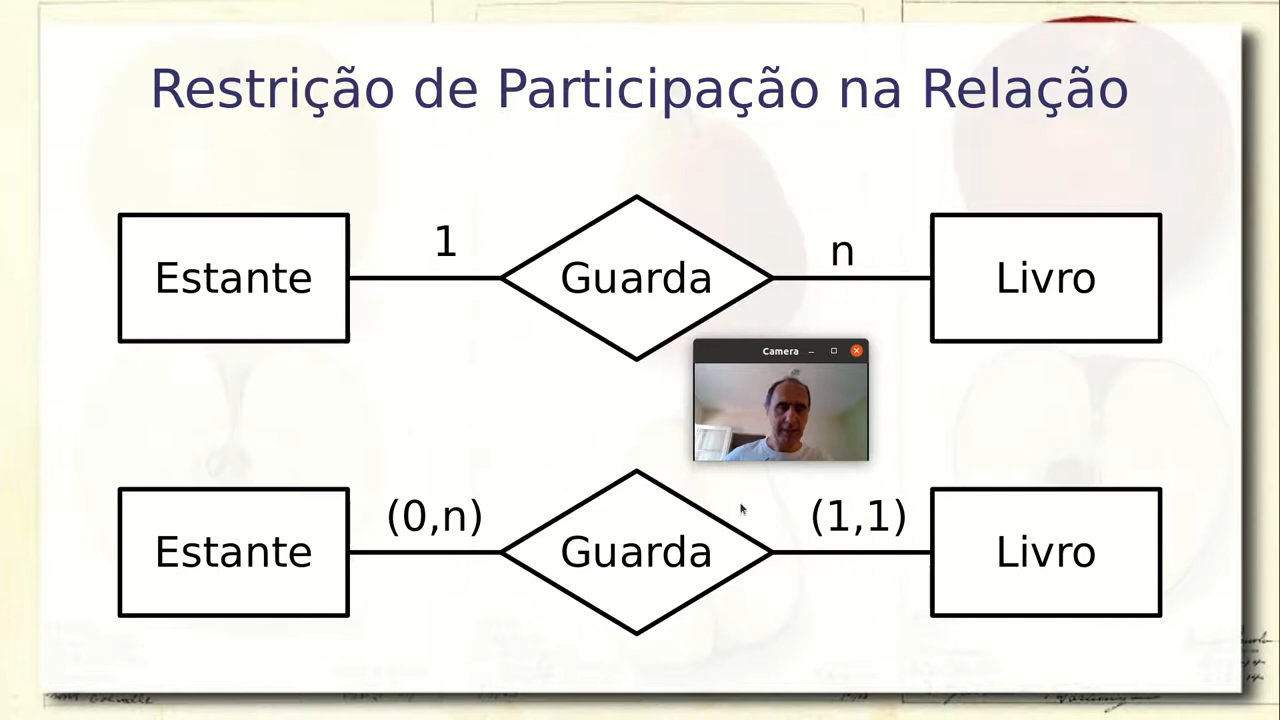 Restrição de Participação na Relação
1
n
Estante
Guarda
Livro
Camera
(0,n)
(1,1)
Estante
Guarda
Livro